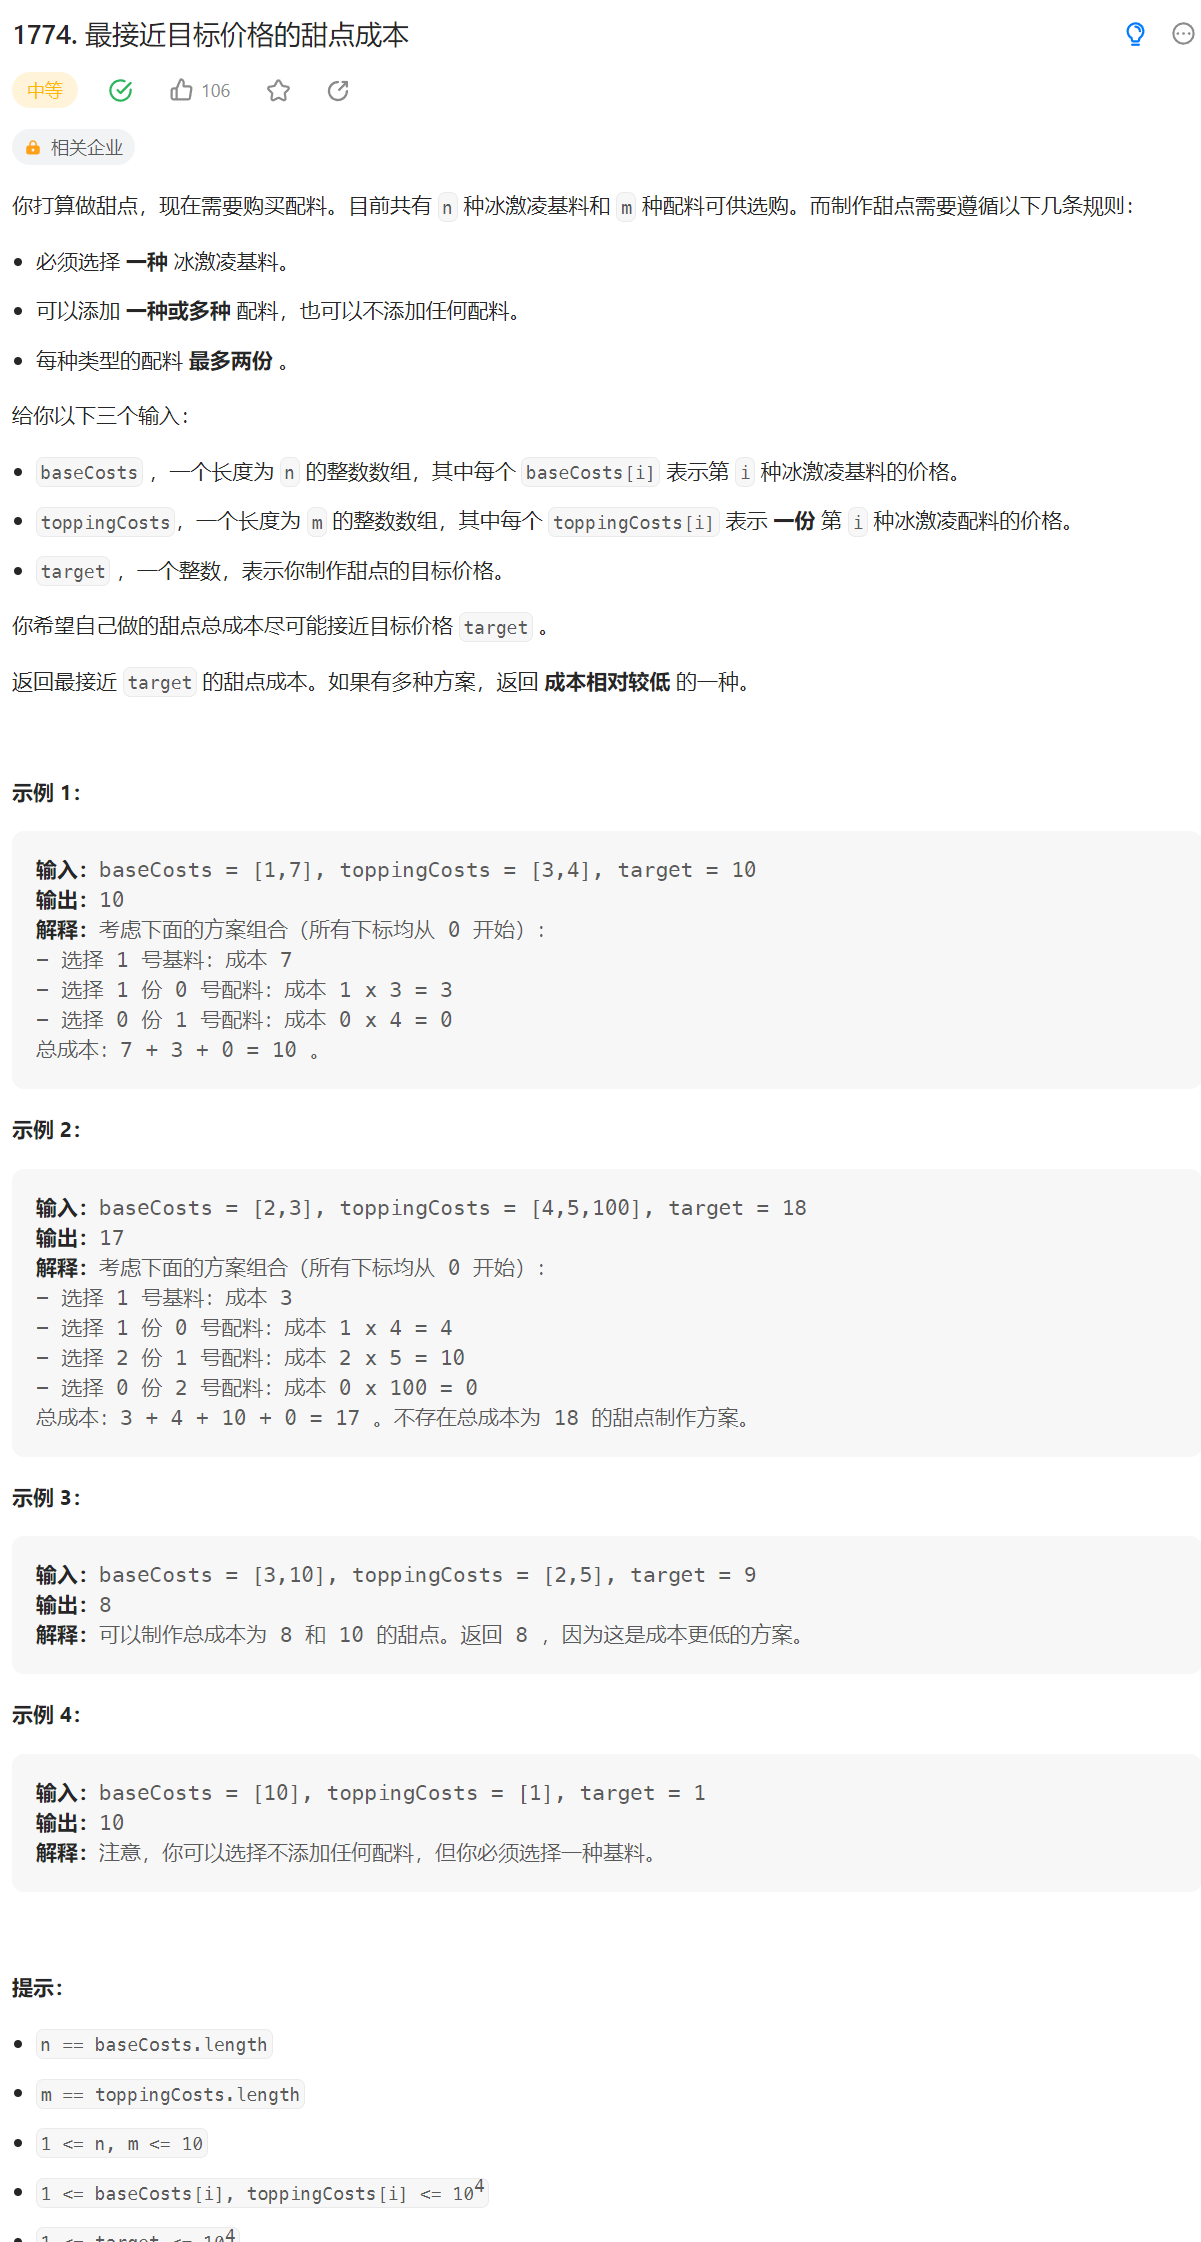 1774. 最接近目标价格的甜点成本
中等 106
相关企业
你打算做甜点，现在需要购买配料。目前共有 n 种冰激凌基料和 m 种配料可供选购。而制作甜点需要遵循以下几条规则：
• 必须选择 一种 冰激凌基料。
• 可以添加 一种或多种 配料，也可以不添加任何配料。
• 每种类型的配料 最多两份 。
给你以下三个输入：
• baseCosts ，一个长度为 n 的整数数组，其中每个 baseCosts[i] 表示第 i 种冰激凌基料的价格。
• toppingCosts，一个长度为 m 的整数数组，其中每个 toppingCosts[i] 表示 一份 第 i 种冰激凌配料的价格。
• target ，一个整数，表示你制作甜点的目标价格。
你希望自己做的甜点总成本尽可能接近目标价格 target 。
返回最接近 target 的甜点成本。如果有多种方案，返回 成本相对较低 的一种。
示例 1：
输入：baseCosts = [1,7], toppingCosts = [3,4], target = 10
输出：10
解释：考虑下面的方案组合（所有下标均从 0 开始）：
- 选择 1 号基料：成本 7
- 选择 1 份 0 号配料：成本 1 x 3 = 3
- 选择 0 份 1 号配料：成本 0 x 4 = 0
总成本：7 + 3 + 0 = 10 。
示例 2：
输入：baseCosts = [2,3], toppingCosts = [4,5,100], target = 18
输出：17
解释：考虑下面的方案组合（所有下标均从 0 开始）：
- 选择 1 号基料：成本 3
- 选择 1 份 0 号配料：成本 1 x 4 = 4
- 选择 2 份 1 号配料：成本 2 x 5 = 10
- 选择 0 份 2 号配料：成本 0 x 100 = 0
总成本：3 + 4 + 10 + 0 = 17 。不存在总成本为 18 的甜点制作方案。
示例 3：
输入：baseCosts = [3,10], toppingCosts = [2,5], target = 9
输出：8
解释：可以制作总成本为 8 和 10 的甜点。返回 8 ，因为这是成本更低的方案。
示例 4：
输入：baseCosts = [10], toppingCosts = [1], target = 1
输出：10
解释：注意，你可以选择不添加任何配料，但你必须选择一种基料。
提示：
• n == baseCosts.length
• m == toppingCosts.length
• 1 <= n, m <= 10
• 1 <= baseCosts[i], toppingCosts[i] <= 10⁴
• 1 <= target <= 10⁴